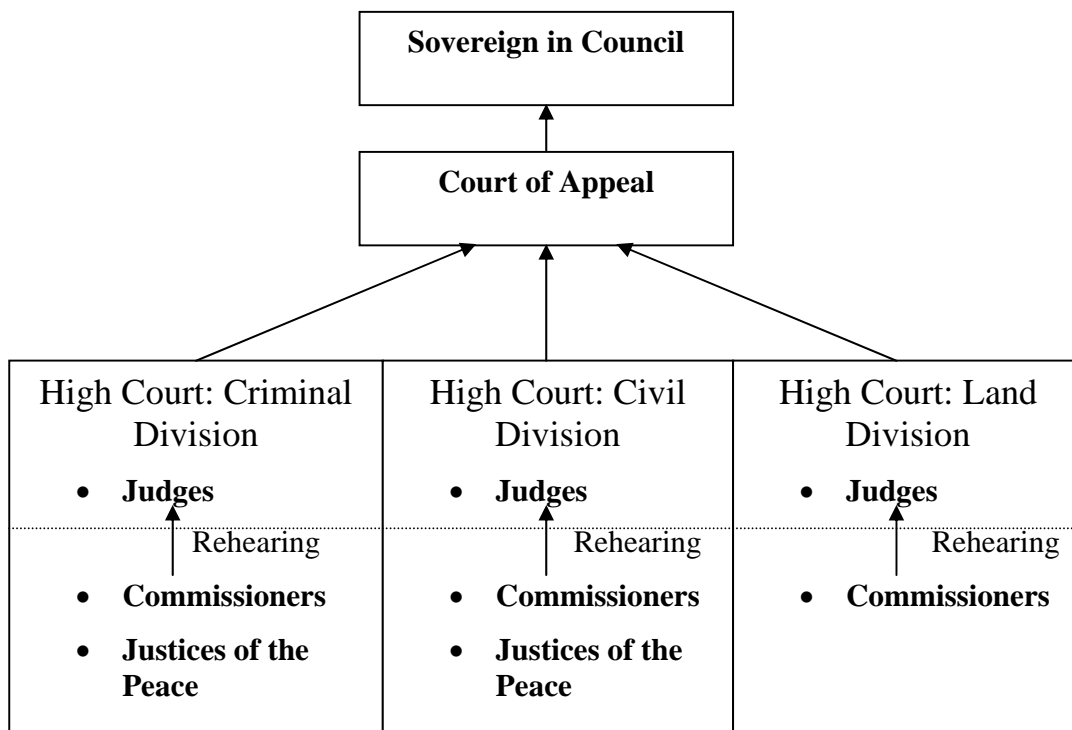 Sovereign in Council
Court of Appeal
High Court: Criminal
Division
• Judges
Rehearing
• Commissioners
• Justices of the
Peace
High Court: Civil
Division
• Judges
Rehearing
• Commissioners
• Justices of the
Peace
High Court: Land
Division
• Judges
Rehearing
• Commissioners